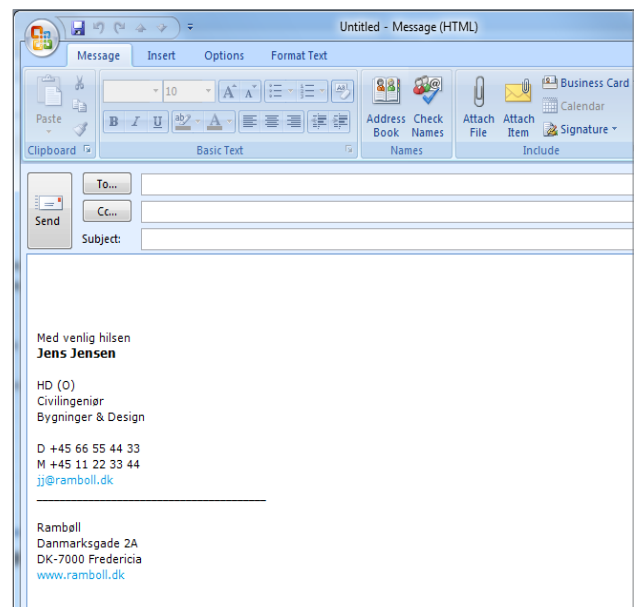 Untitled - Message (HTML)
Message Insert Options Format Text
Paste
10
A A
B I U ab A
Address Book
Check Names
Attach File
Attach Item
Business Card
Calendar
Signature
Clipboard Basic Text Names Include
Send
To...
Cc...
Subject:
Med venlig hilsen
Jens Jensen
HD (O)
Civilingeniør
Bygninger & Design
D +45 66 55 44 33
M +45 11 22 33 44
jj@ramboll.dk
Rambøll
Danmarksgade 2A
DK-7000 Fredericia
www.ramboll.dk